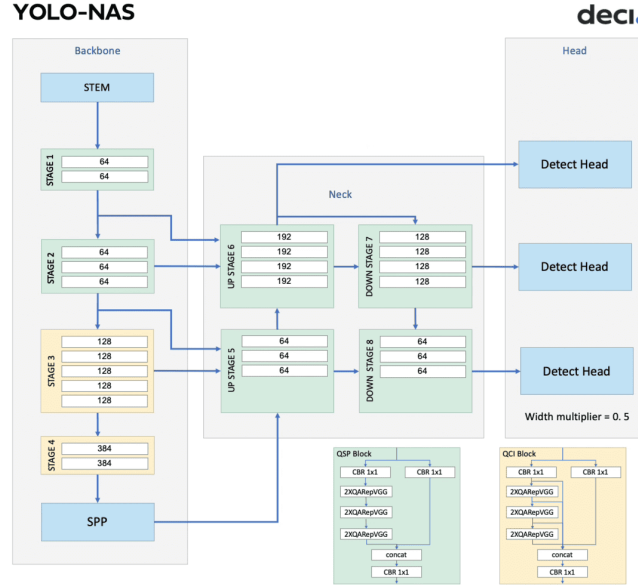 YOLO-NAS
deci.
Backbone
Head
STEM
STAGE 1
64
64
Detect Head
Neck
STAGE 2
64
64
64
UP STAGE 6
192
192
192
192
DOWN STAGE 7
128
128
128
128
Detect Head
STAGE 3
128
128
128
128
128
UP STAGE 5
64
64
64
DOWN STAGE 8
64
64
64
Detect Head
Width multiplier = 0. 5
STAGE 4
384
384
SPP
QSP Block
CBR 1x1
CBR 1x1
2XQARepVGG
2XQARepVGG
2XQARepVGG
concat
CBR 1x1
QCI Block
CBR 1x1
CBR 1x1
2XQARepVGG
2XQARepVGG
2XQARepVGG
concat
CBR 1x1